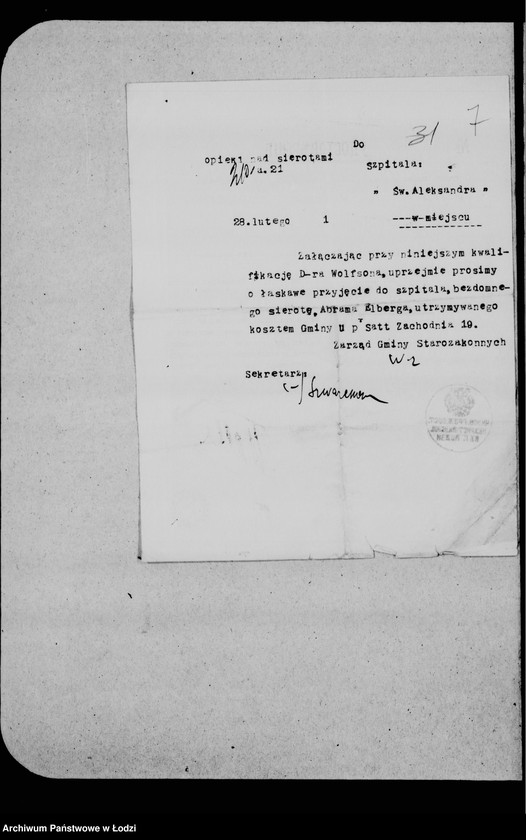 31 7
Do
opieki nad sierotami
szpitala:
21
" Św.Aleksandra "
28.lutego 1
---w-miejscu
Załączając przy niniejszym kwali-
fikację D-ra Wolfsona,uprzejmie prosimy
o łaskawe przyjęcie do szpitala,bezdomne-
go sierotę,Abrama Elberga,utrzymywanego
kosztem Gminy u p Satt Zachodnia 19.
Zarząd Gminy Starozakonnych
Sekretarz:
(-)
Archiwum Państwowe w Łodzi